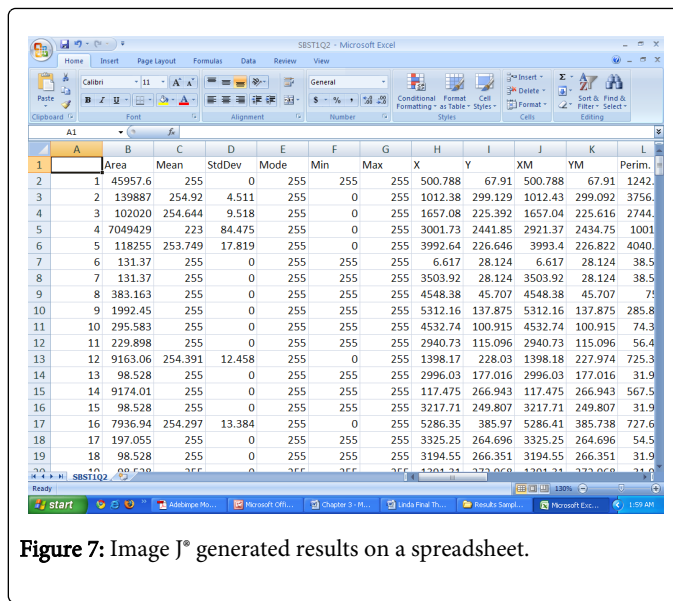 SBST1Q2 - Microsoft Excel
Home Insert Page Layout Formulas Data Review View
Calibri 11 A A General Conditional Format Cell Insert Σ Sort & Find &
Paste B I U A $ % , Formatting as Table Styles Delete Filter Select
Format
Clipboard Font Alignment Number Styles Cells Editing
A1 fx
A B C D E F G H I J K L
1 Area Mean StdDev Mode Min Max X Y XM YM Perim.
2 1 45957.6 255 0 255 255 255 500.788 67.91 500.788 67.91 1242.
3 2 139887 254.92 4.511 255 0 255 1012.38 299.129 1012.43 299.092 3756.
4 3 102020 254.644 9.518 255 0 255 1657.08 225.392 1657.04 225.616 2744.
5 4 7049429 223 84.475 255 0 255 3001.73 2441.85 2921.37 2434.75 1001
6 5 118255 253.749 17.819 255 0 255 3992.64 226.646 3993.4 226.822 4040.
7 6 131.37 255 0 255 255 255 6.617 28.124 6.617 28.124 38.5
8 7 131.37 255 0 255 255 255 3503.92 28.124 3503.92 28.124 38.5
9 8 383.163 255 0 255 255 255 4548.38 45.707 4548.38 45.707
10 9 1992.45 255 0 255 255 255 5312.16 137.875 5312.16 137.875 285.8
11 10 295.583 255 0 255 255 255 4532.74 100.915 4532.74 100.915 74.3
12 11 229.898 255 0 255 255 255 2940.73 115.096 2940.73 115.096 56.4
13 12 9163.06 254.391 12.458 255 0 255 1398.17 228.03 1398.18 227.974 725.3
14 13 98.528 255 0 255 255 255 2996.03 177.016 2996.03 177.016 31.9
15 14 9174.01 255 0 255 255 255 117.475 266.943 117.475 266.943 567.5
16 15 98.528 255 0 255 255 255 3217.71 249.807 3217.71 249.807 31.9
17 16 7936.94 254.297 13.384 255 0 255 5286.35 385.97 5286.41 385.738 727.6
18 17 197.055 255 0 255 255 255 3325.25 264.696 3325.25 264.696 54.5
19 18 98.528 255 0 255 255 255 3194.55 266.351 3194.55 266.351 31.9
SBST1Q2
Ready 130%
start Adebimpe Mo... Microsoft Offi... Chapter 3 - M... Linda Final Th... Results Sampl... Microsoft Exc... 1:59 AM
Figure 7: Image J® generated results on a spreadsheet.